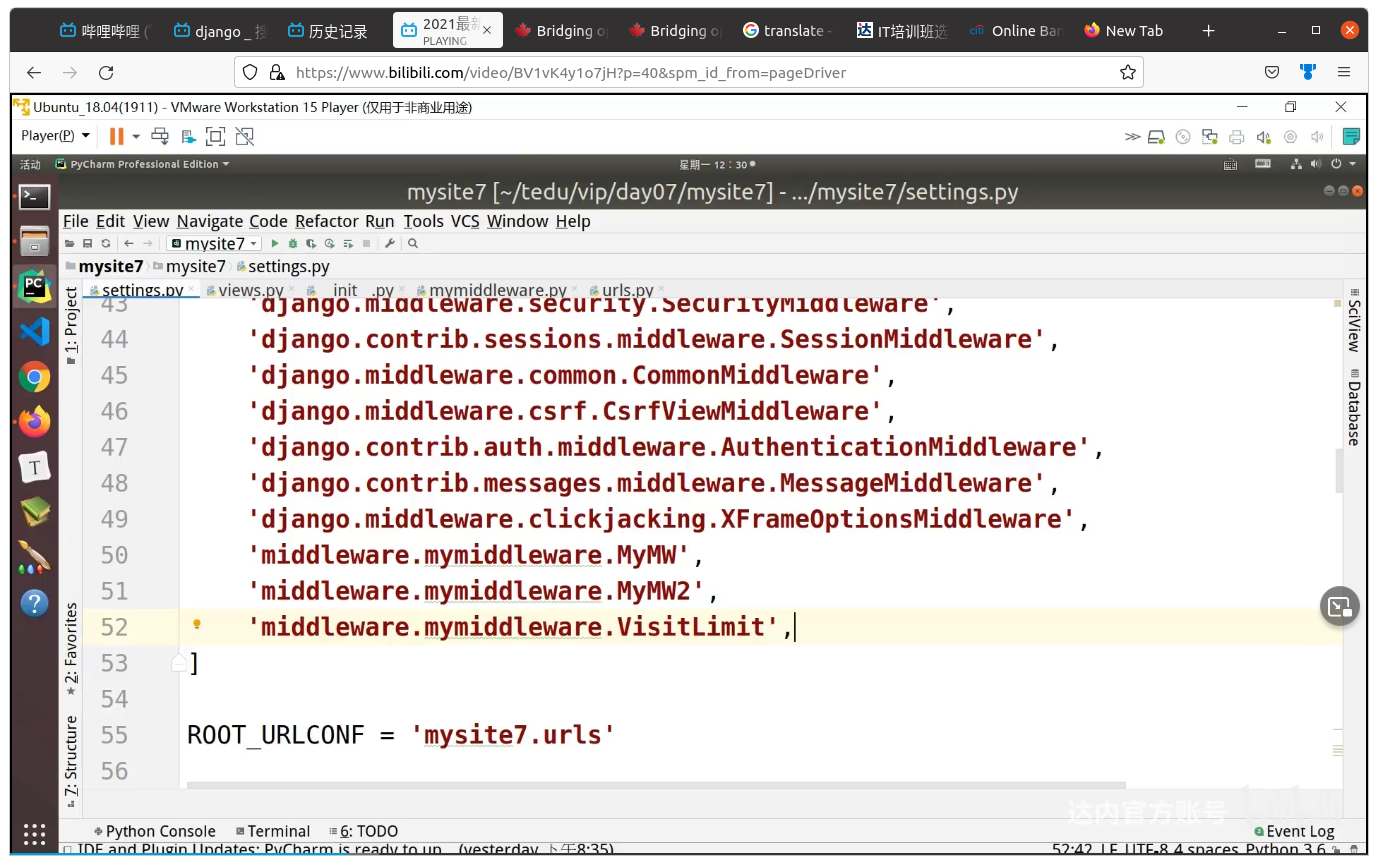 哔哩哔哩 (
django _ 搜
历史记录
2021最新
PLAYING
Bridging o
Bridging o
translate -
IT培训班选
citi Online Ban
New Tab
https://www.bilibili.com/video/BV1vK4y1o7jH?p=40&spm_id_from=pageDriver
Ubuntu_18.04(1911) - VMware Workstation 15 Player (仅用于非商业用途)
Player(P)
活动 PyCharm Professional Edition 星期一 12：30
mysite7 [~/tedu/vip/day07/mysite7] - .../mysite7/settings.py
File Edit View Navigate Code Refactor Run Tools VCS Window Help
mysite7
mysite7 mysite7 settings.py
settings.py views.py __init__.py mymiddleware.py urls.py
43 'django.middleware.security.SecurityMiddleware',
44 'django.contrib.sessions.middleware.SessionMiddleware',
45 'django.middleware.common.CommonMiddleware',
46 'django.middleware.csrf.CsrfViewMiddleware',
47 'django.contrib.auth.middleware.AuthenticationMiddleware',
48 'django.contrib.messages.middleware.MessageMiddleware',
49 'django.middleware.clickjacking.XFrameOptionsMiddleware',
50 'middleware.mymiddleware.MyMW',
51 'middleware.mymiddleware.MyMW2',
52 'middleware.mymiddleware.VisitLimit',
53 ]
54
55 ROOT_URLCONF = 'mysite7.urls'
56
1: Project
2: Favorites
7: Structure
SciView
Database
达内官方账号
Python Console Terminal 6: TODO Event Log
IDE and Plugin Updates: PyCharm is ready to up... (yesterday 下午8:35) 52:42 LF UTF-8 4 spaces Python 3.6